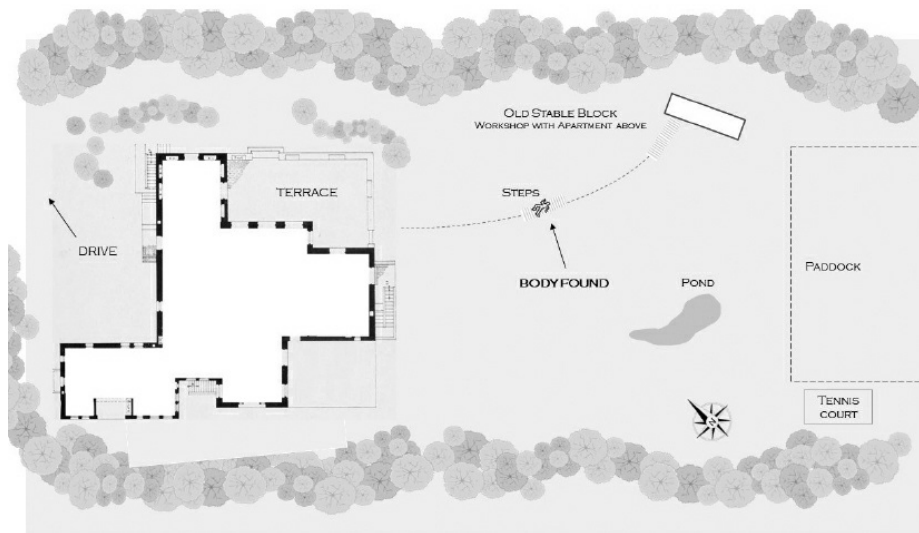 Old Stable Block
Workshop with Apartment above
Terrace
Steps
Drive
BODY FOUND
Pond
Paddock
Tennis
court
N